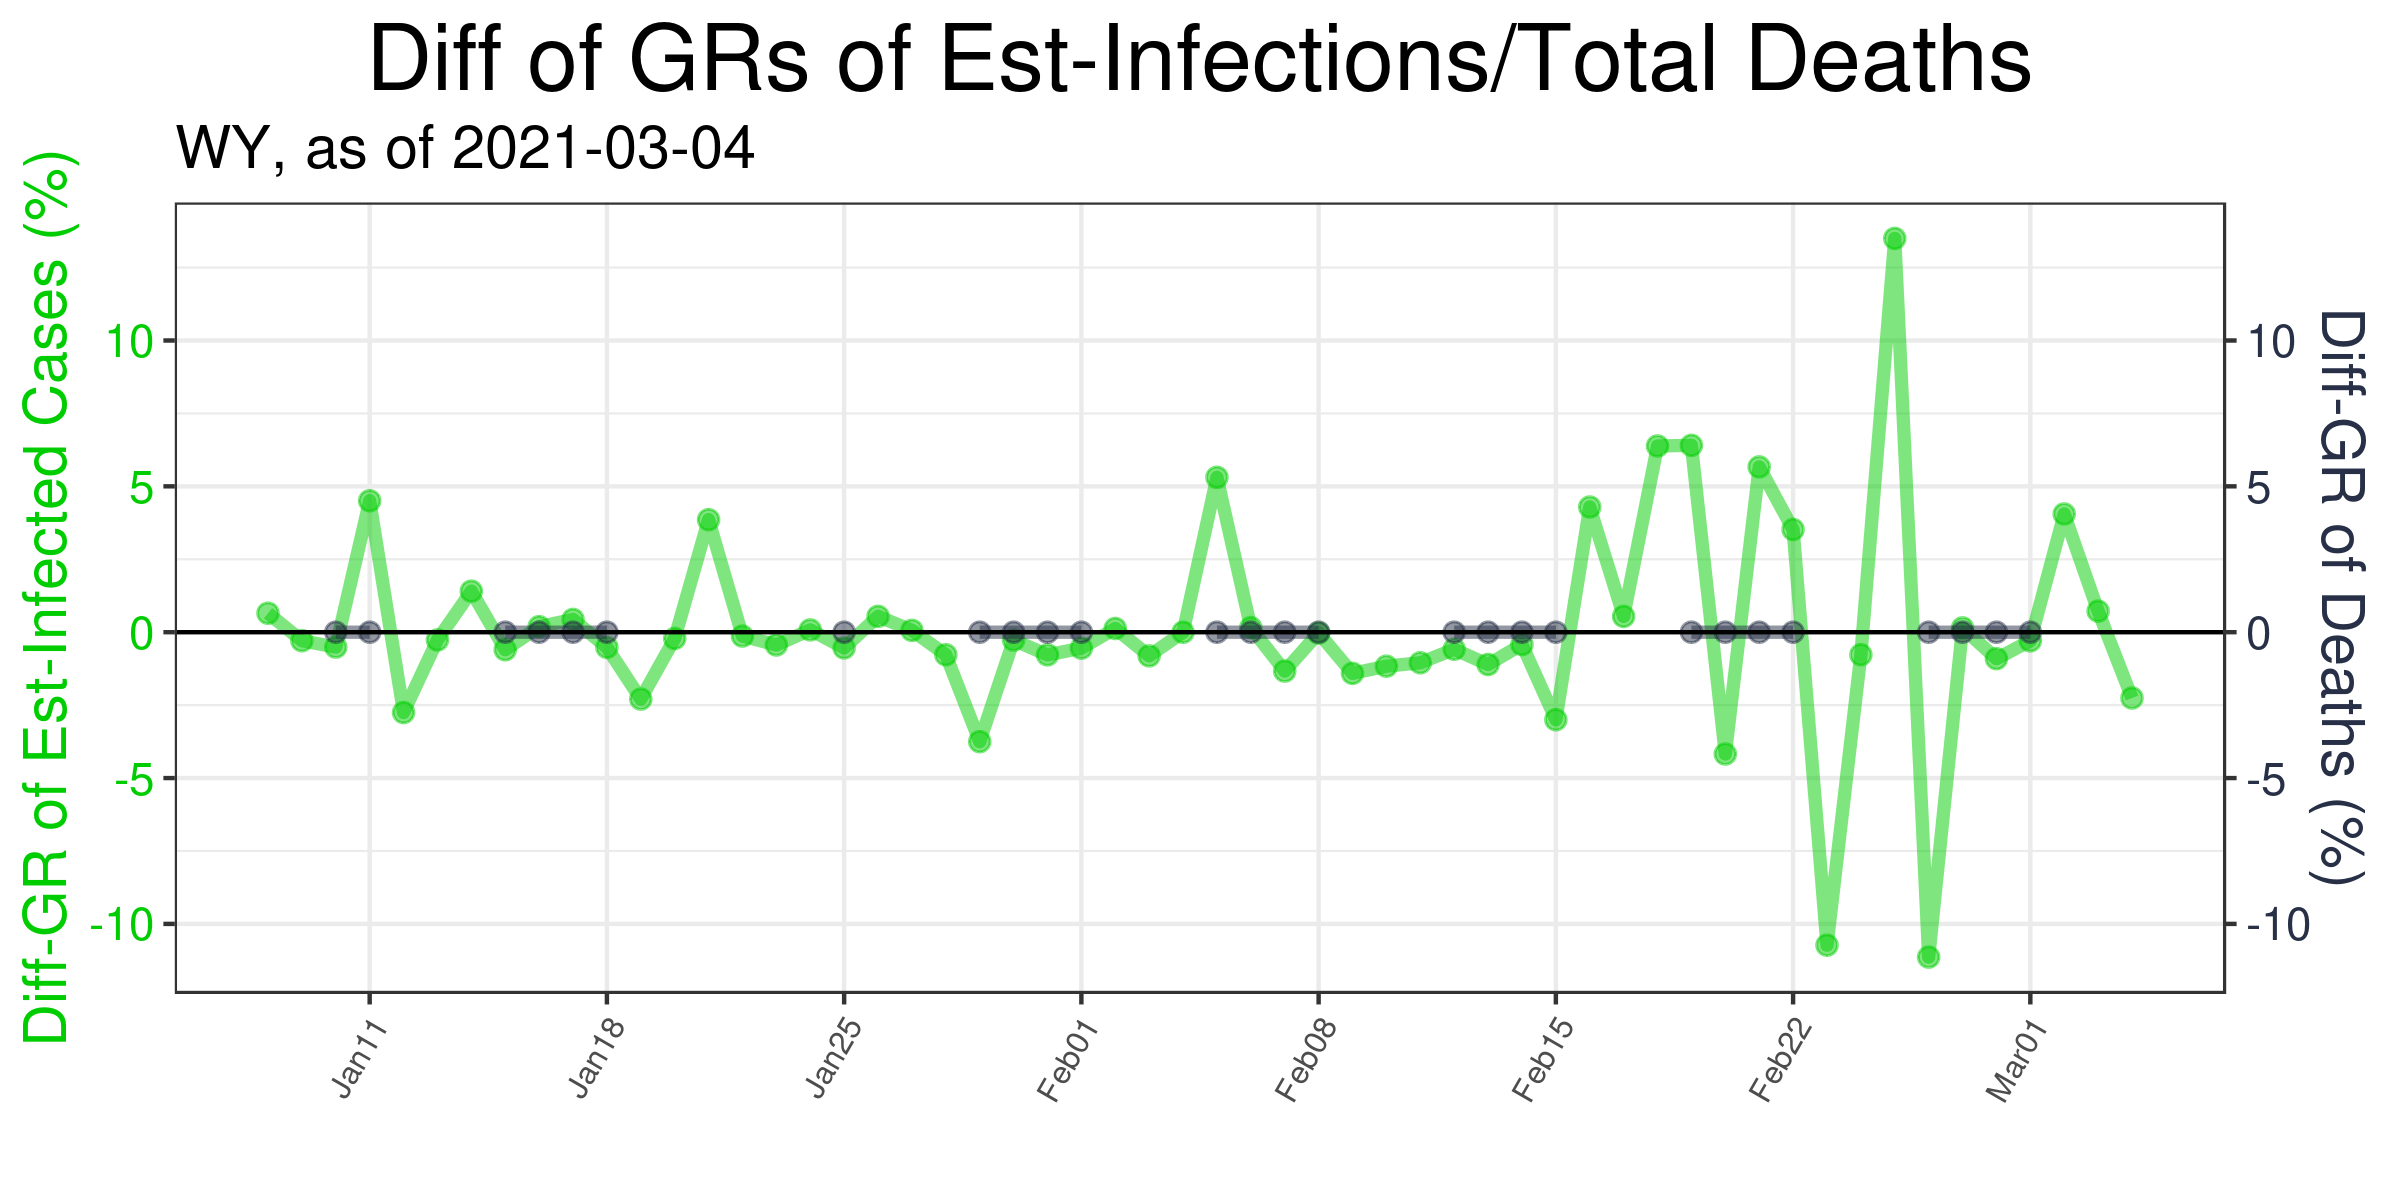 Diff of GRs of Est-Infections/Total Deaths
WY, as of 2021-03-04
Diff-GR of Est-Infected Cases (%)
10
5
0
-5
-10
10
5
0
-5
-10
Diff-GR of Deaths (%)
Jan11
Jan18
Jan25
Feb01
Feb08
Feb15
Feb22
Mar01